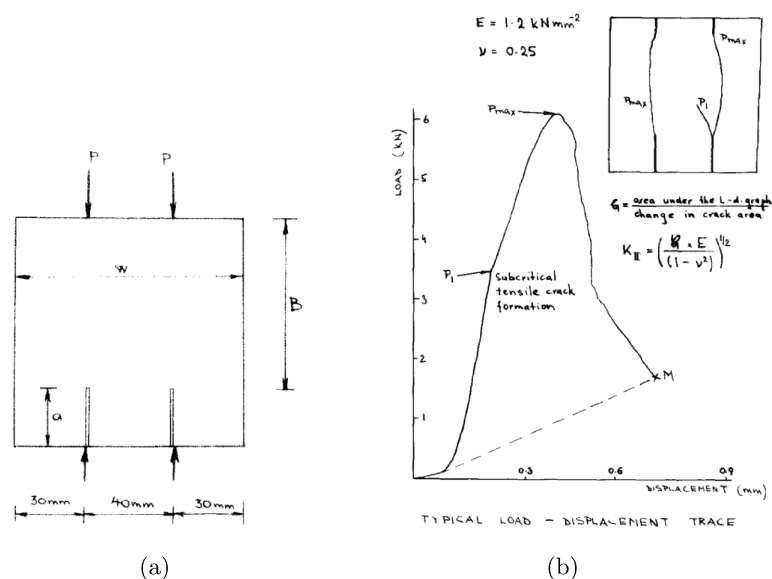 P P
w
B
a
30mm 40mm 30mm
(a)
E = 1.2 kNmm⁻²
ν = 0.25
Pmax
Pmax
P₁
Pmax
LOAD (KN)
6
5
4
3
2
1
P₁
subcritical
tensile crack
formation
M
G = area under the L-d.graph
change in crack area
K_II = (G × E / (1 - ν²))^1/2
0.3 0.6 0.9
DISPLACEMENT (mm)
TYPICAL LOAD - DISPLAEMENT TRACE
(b)